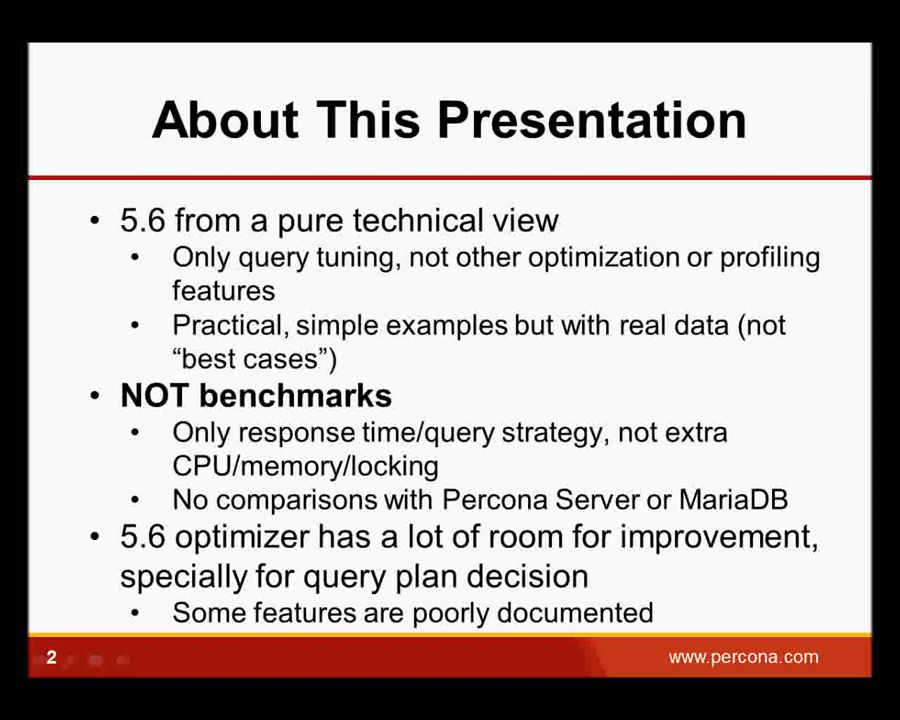 About This Presentation
• 5.6 from a pure technical view
• Only query tuning, not other optimization or profiling
features
• Practical, simple examples but with real data (not
“best cases”)
• NOT benchmarks
• Only response time/query strategy, not extra
CPU/memory/locking
• No comparisons with Percona Server or MariaDB
• 5.6 optimizer has a lot of room for improvement,
specially for query plan decision
• Some features are poorly documented
2
www.percona.com